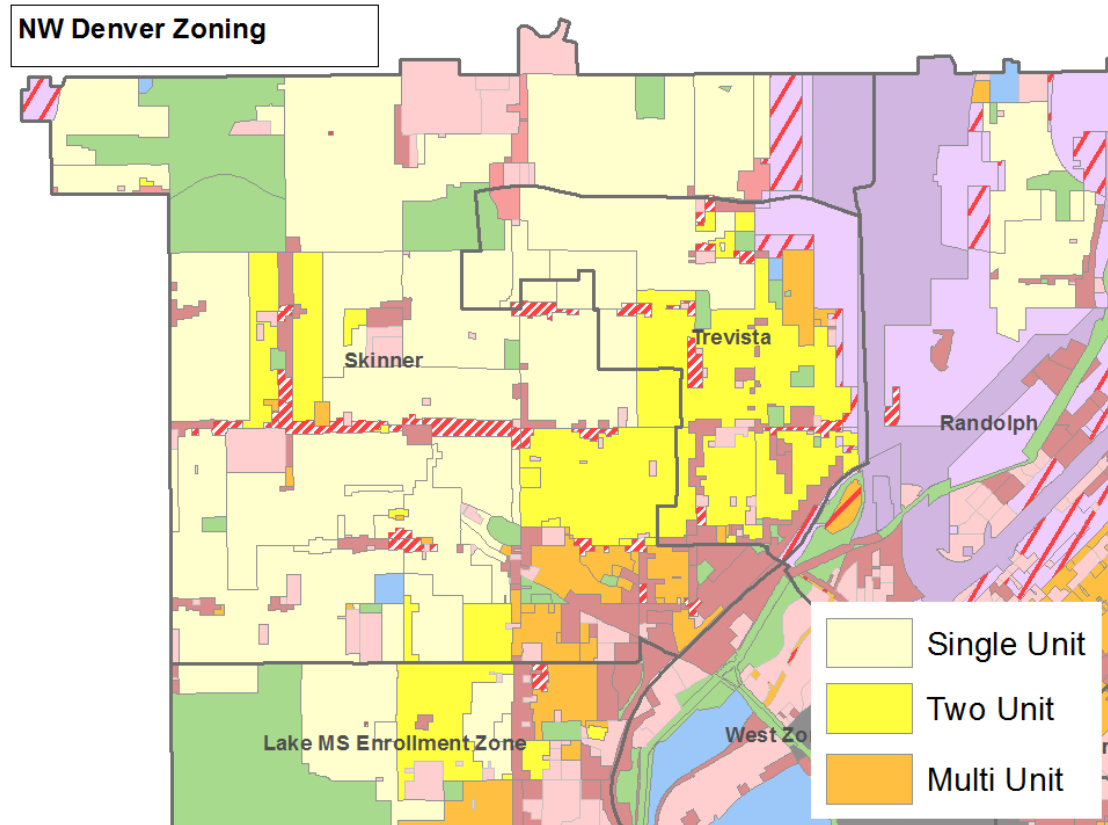 NW Denver Zoning
Trevista
Skinner
Randolph
Single Unit
Two Unit
Lake MS Enrollment Zone
West Zo
Multi Unit